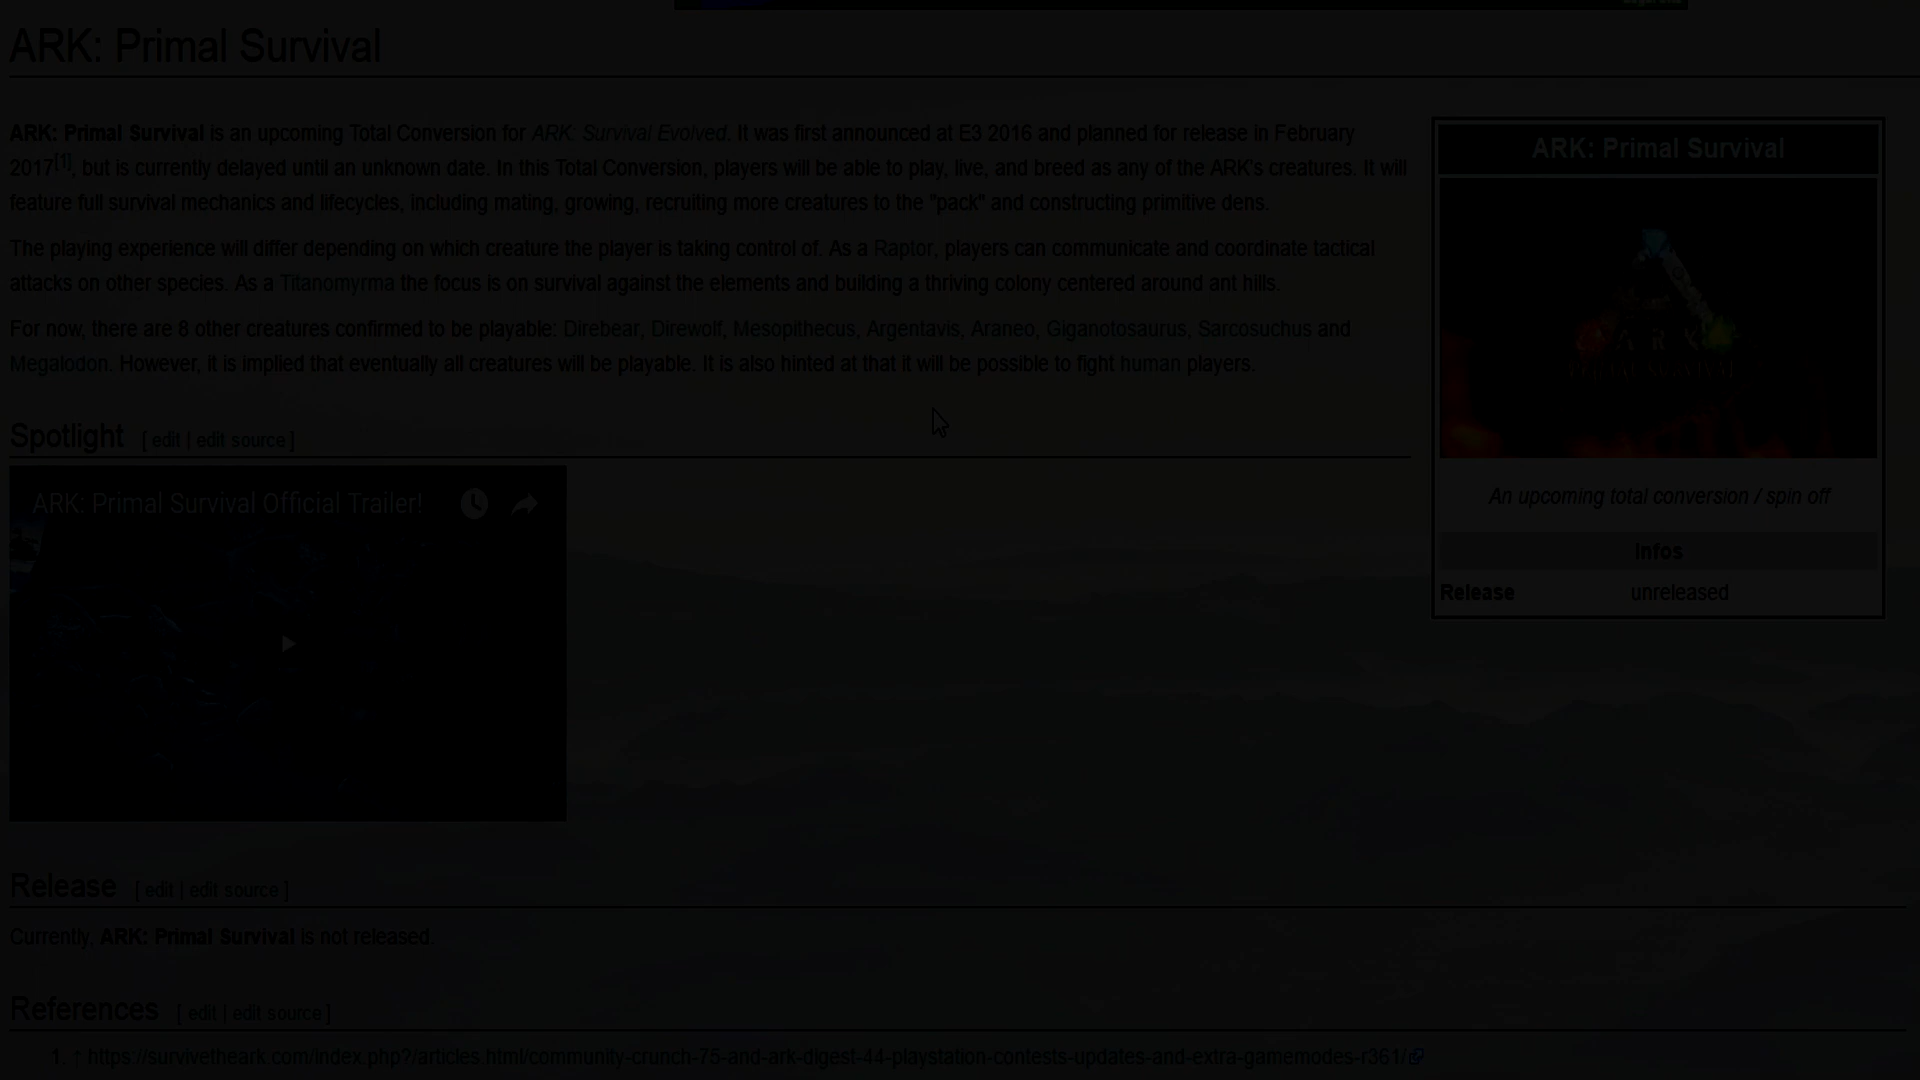 ARK: Primal Survival
ARK: Primal Survival is an upcoming Total Conversion for ARK: Survival Evolved. It was first announced at E3 2016 and planned for release in February
2017[1], but is currently delayed until an unknown date. In this Total Conversion, players will be able to play, live, and breed as any of the ARK's creatures. It will
feature full survival mechanics and lifecycles, including mating, growing, recruiting more creatures to the "pack" and constructing primitive dens.
The playing experience will differ depending on which creature the player is taking control of. As a Raptor, players can communicate and coordinate tactical
attacks on other species. As a Titanomyrma the focus is on survival against the elements and building a thriving colony centered around ant hills.
For now, there are 8 other creatures confirmed to be playable: Direbear, Direwolf, Mesopithecus, Argentavis, Araneo, Giganotosaurus, Sarcosuchus and
Megalodon. However, it is implied that eventually all creatures will be playable. It is also hinted at that it will be possible to fight human players.
ARK: Primal Survival
ARK
PRIMAL SURVIVAL
An upcoming total conversion / spin off
Infos
Release unreleased
Spotlight [ edit | edit source ]
ARK: Primal Survival Official Trailer!
Release [ edit | edit source ]
Currently, ARK: Primal Survival is not released.
References [ edit | edit source ]
1. ↑ https://survivetheark.com/index.php?/articles.html/community-crunch-75-and-ark-digest-44-playstation-contests-updates-and-extra-gamemodes-r361/